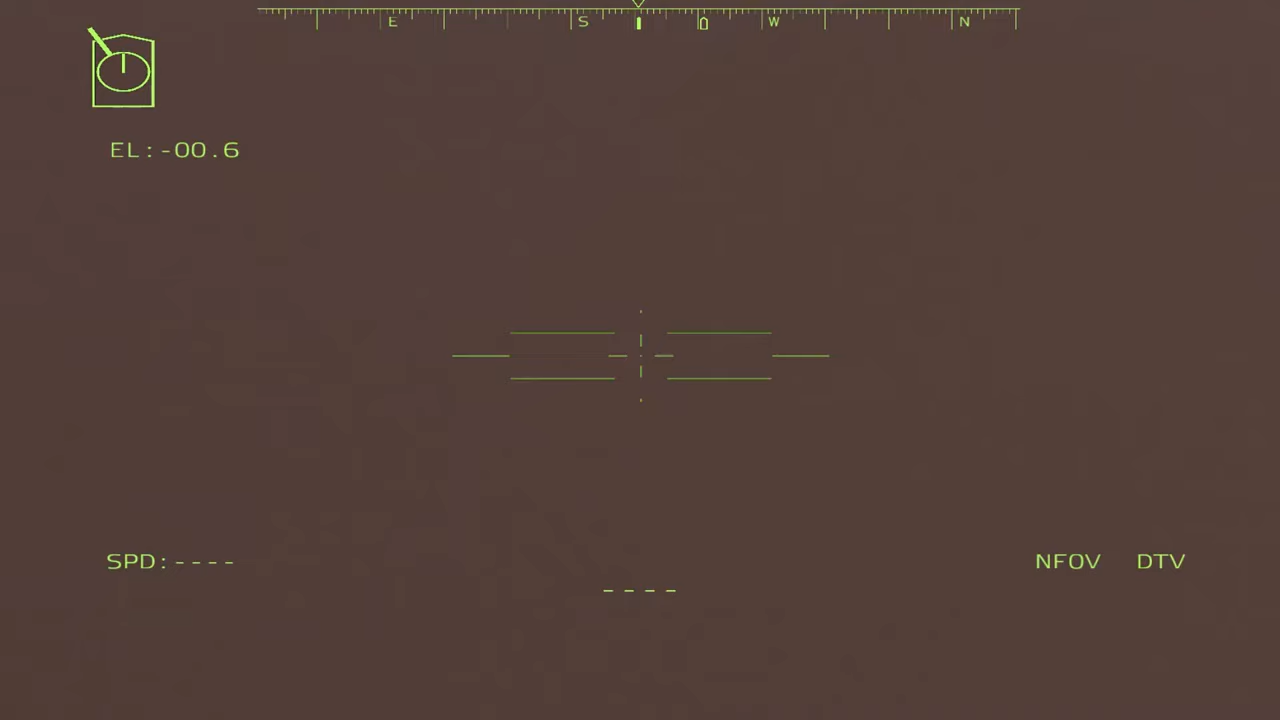 E S W N
EL:-00.6
SPD:----
NFOV DTV
----